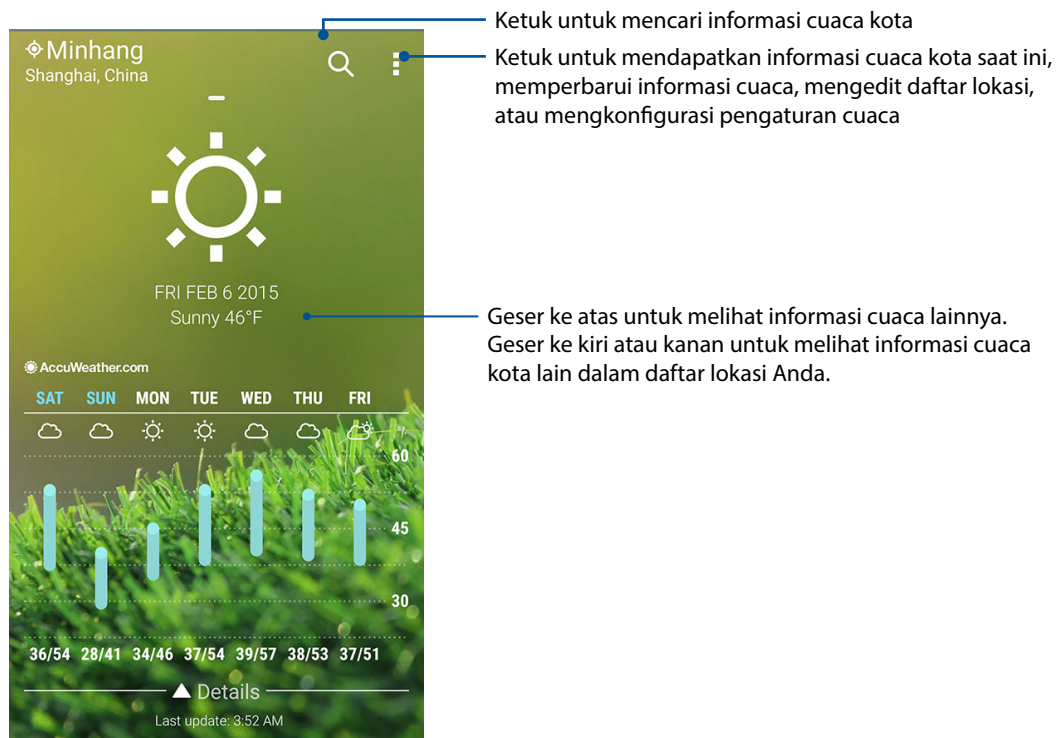 Minhang
Shanghai, China
Ketuk untuk mencari informasi cuaca kota
Ketuk untuk mendapatkan informasi cuaca kota saat ini,
memperbarui informasi cuaca, mengedit daftar lokasi,
atau mengkonfigurasi pengaturan cuaca
FRI FEB 6 2015
Sunny 46°F
Geser ke atas untuk melihat informasi cuaca lainnya.
Geser ke kiri atau kanan untuk melihat informasi cuaca
kota lain dalam daftar lokasi Anda.
AccuWeather.com
SAT SUN MON TUE WED THU FRI
60
45
30
36/54 28/41 34/46 37/54 39/57 38/53 37/51
Details
Last update: 3:52 AM